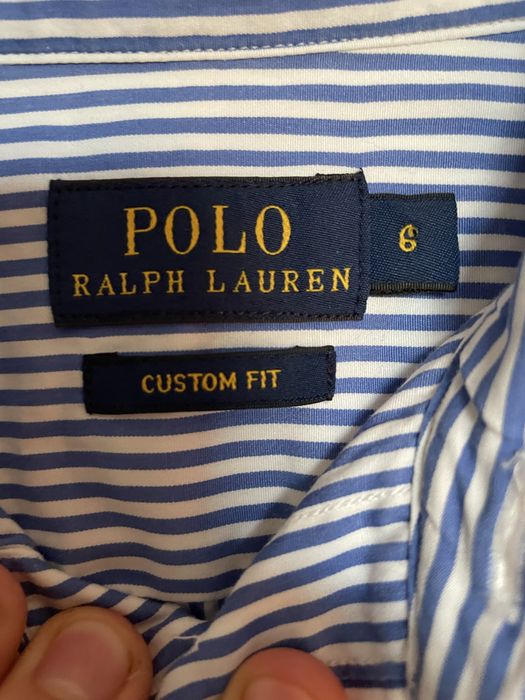 POLO
RALPH LAUREN
6
CUSTOM FIT